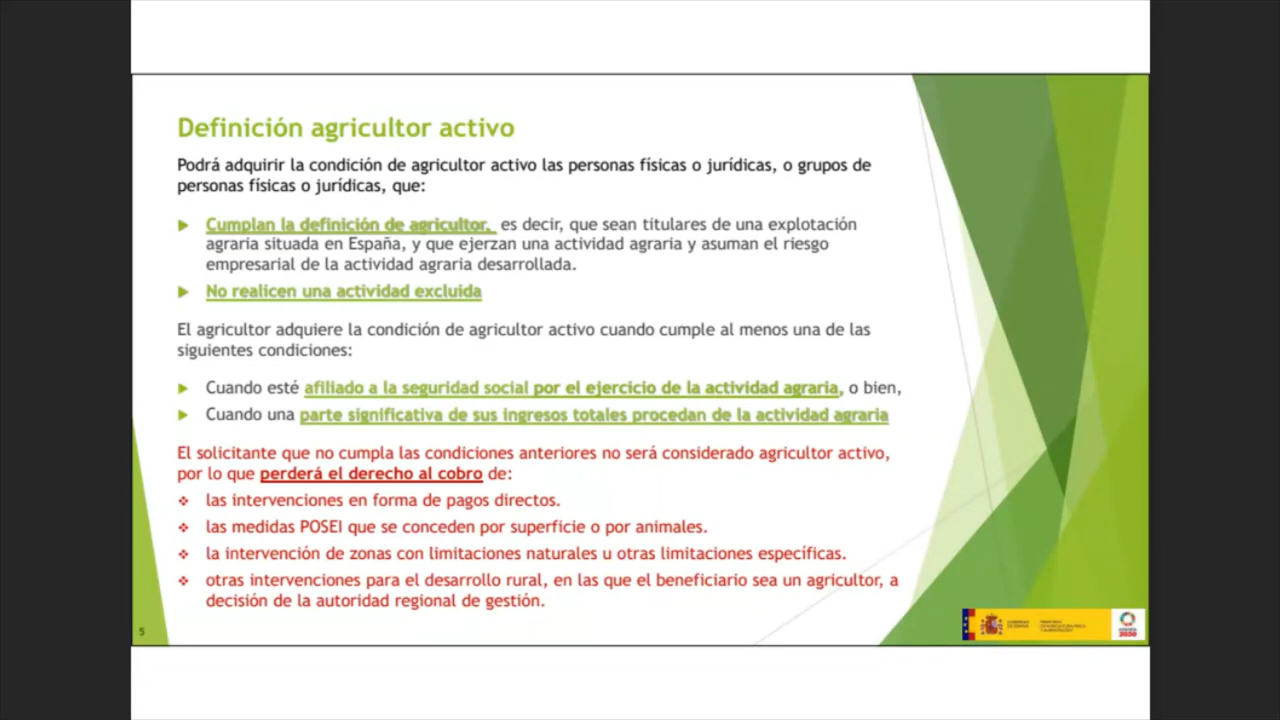 Definición agricultor activo
Podrá adquirir la condición de agricultor activo las personas físicas o jurídicas, o grupos de
personas físicas o jurídicas, que:
Cumplan la definición de agricultor. es decir, que sean titulares de una explotación
agraria situada en España, y que ejerzan una actividad agraria y asuman el riesgo
empresarial de la actividad agraria desarrollada.
No realicen una actividad excluida
El agricultor adquiere la condición de agricultor activo cuando cumple al menos una de las
siguientes condiciones:
Cuando esté afiliado a la seguridad social por el ejercicio de la actividad agraria, o bien,
Cuando una parte significativa de sus ingresos totales procedan de la actividad agraria
El solicitante que no cumpla las condiciones anteriores no será considerado agricultor activo,
por lo que perderá el derecho al cobro de:
las intervenciones en forma de pagos directos.
las medidas POSEI que se conceden por superficie o por animales.
la intervención de zonas con limitaciones naturales u otras limitaciones específicas.
otras intervenciones para el desarrollo rural, en las que el beneficiario sea un agricultor, a
decisión de la autoridad regional de gestión.
5
2030